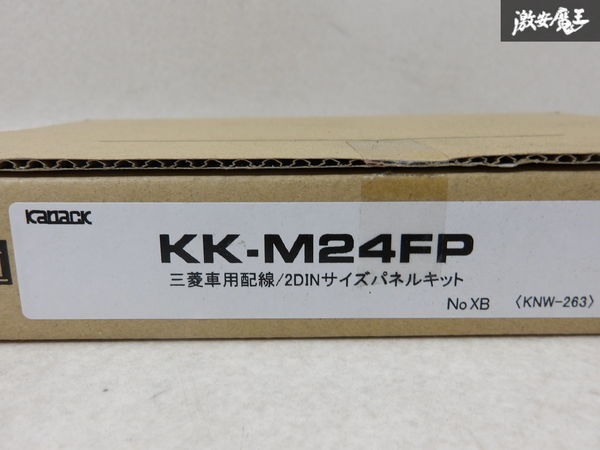 激安魔王
Kanack
KK-M24FP
三菱車用配線/2DINサイズパネルキット
No XB 〈KNW-263〉